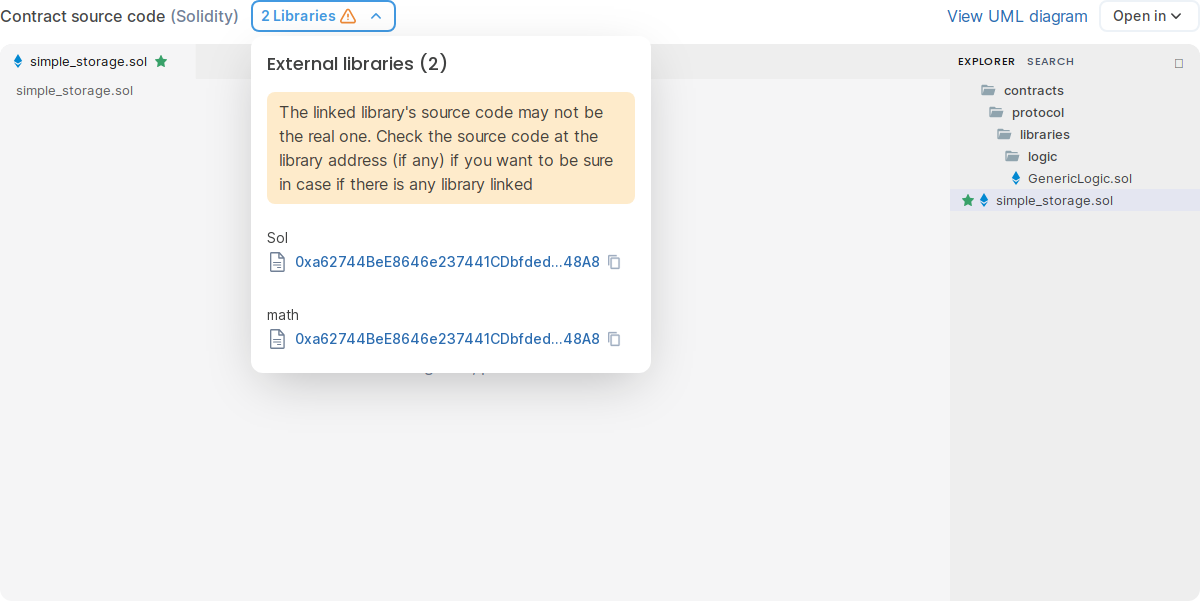 Contract source code (Solidity)
2 Libraries
View UML diagram
Open in
simple_storage.sol
simple_storage.sol
External libraries (2)
The linked library's source code may not be
the real one. Check the source code at the
library address (if any) if you want to be sure
in case if there is any library linked
Sol
0xa62744BeE8646e237441CDbfded...48A8
math
0xa62744BeE8646e237441CDbfded...48A8
EXPLORER SEARCH
contracts
protocol
libraries
logic
GenericLogic.sol
simple_storage.sol